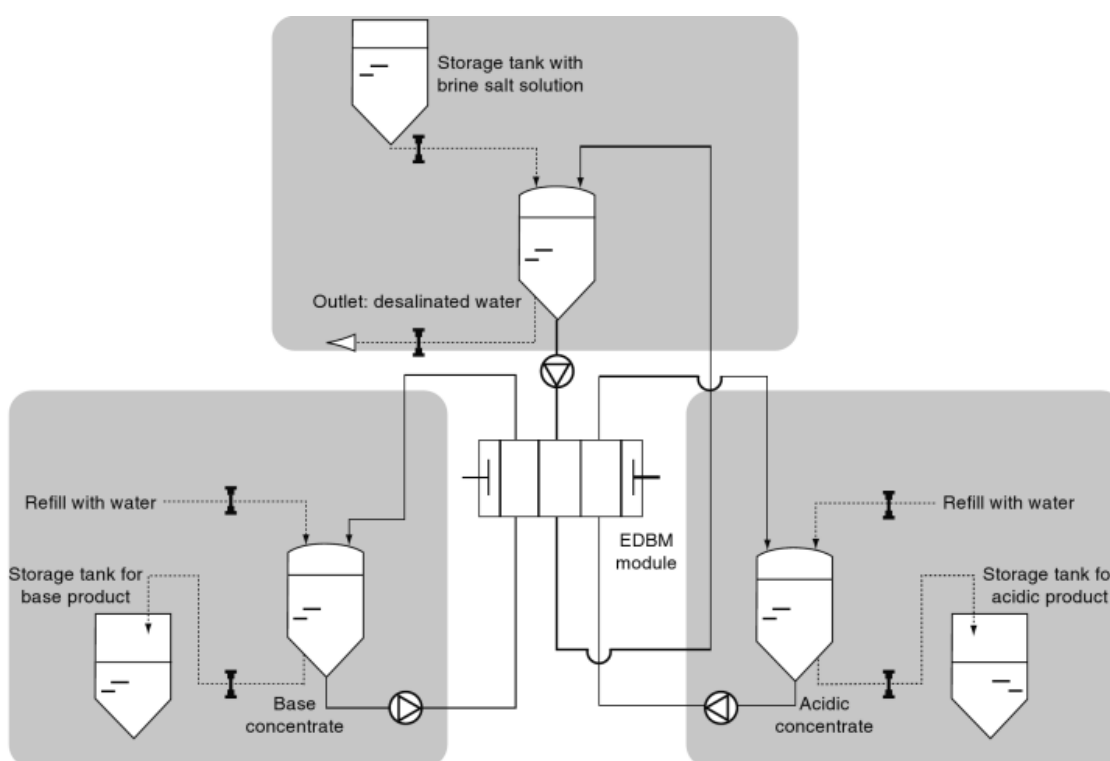 Storage tank with
brine salt solution
Outlet: desalinated water
Refill with water
Refill with water
EDBM
module
Storage tank for
base product
Storage tank for
acidic product
Base
concentrate
Acidic
concentrate